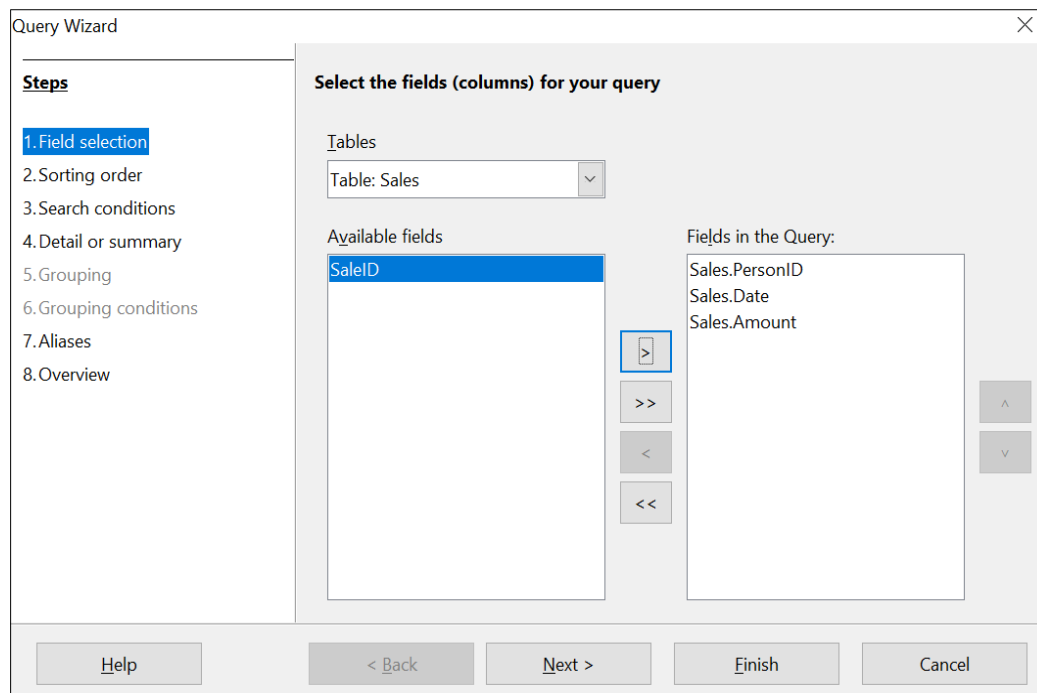 Query Wizard
Steps
1.Field selection
2.Sorting order
3.Search conditions
4.Detail or summary
5.Grouping
6.Grouping conditions
7.Aliases
8.Overview
Select the fields (columns) for your query
Tables
Table: Sales
Available fields
SaleID
>
>>
<
<<
Fields in the Query:
Sales.PersonID
Sales.Date
Sales.Amount
Help
< Back
Next >
Finish
Cancel